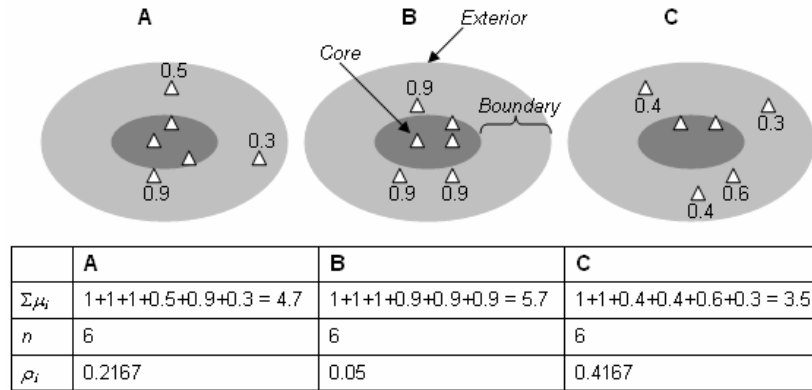 A
B
C
Exterior
Core
Boundary
0.5
0.3
0.9
0.9
0.9
0.9
0.4
0.3
0.6
0.4
A B C
Σμi 1+1+1+0.5+0.9+0.3 = 4.7 1+1+1+0.9+0.9+0.9 = 5.7 1+1+0.4+0.4+0.6+0.3 = 3.5
n 6 6 6
ρi 0.2167 0.05 0.4167